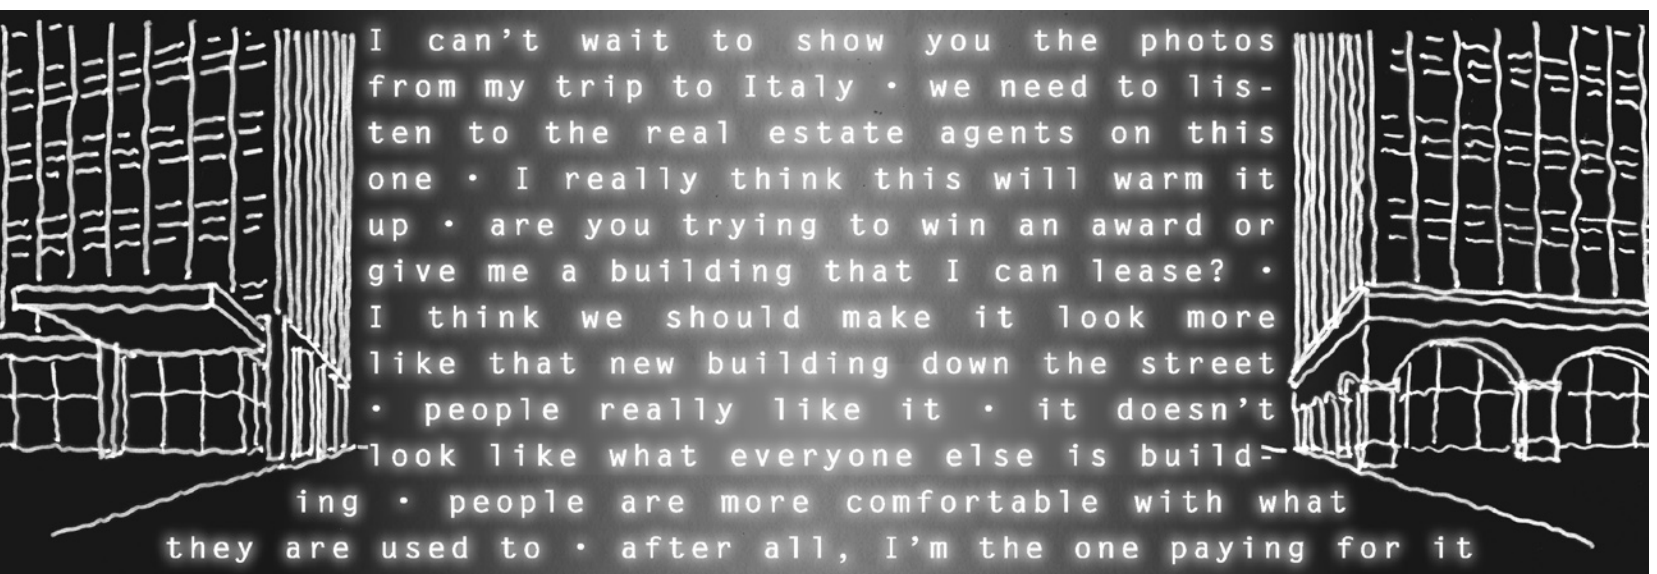 I can’t wait to show you the photos
from my trip to Italy · we need to lis-
ten to the real estate agents on this
one · I really think this will warm it
up · are you trying to win an award or
give me a building that I can lease? ·
I think we should make it look more
like that new building down the street
· people really like it · it doesn’t
look like what everyone else is build-
ing · people are more comfortable with what
they are used to · after all, I’m the one paying for it